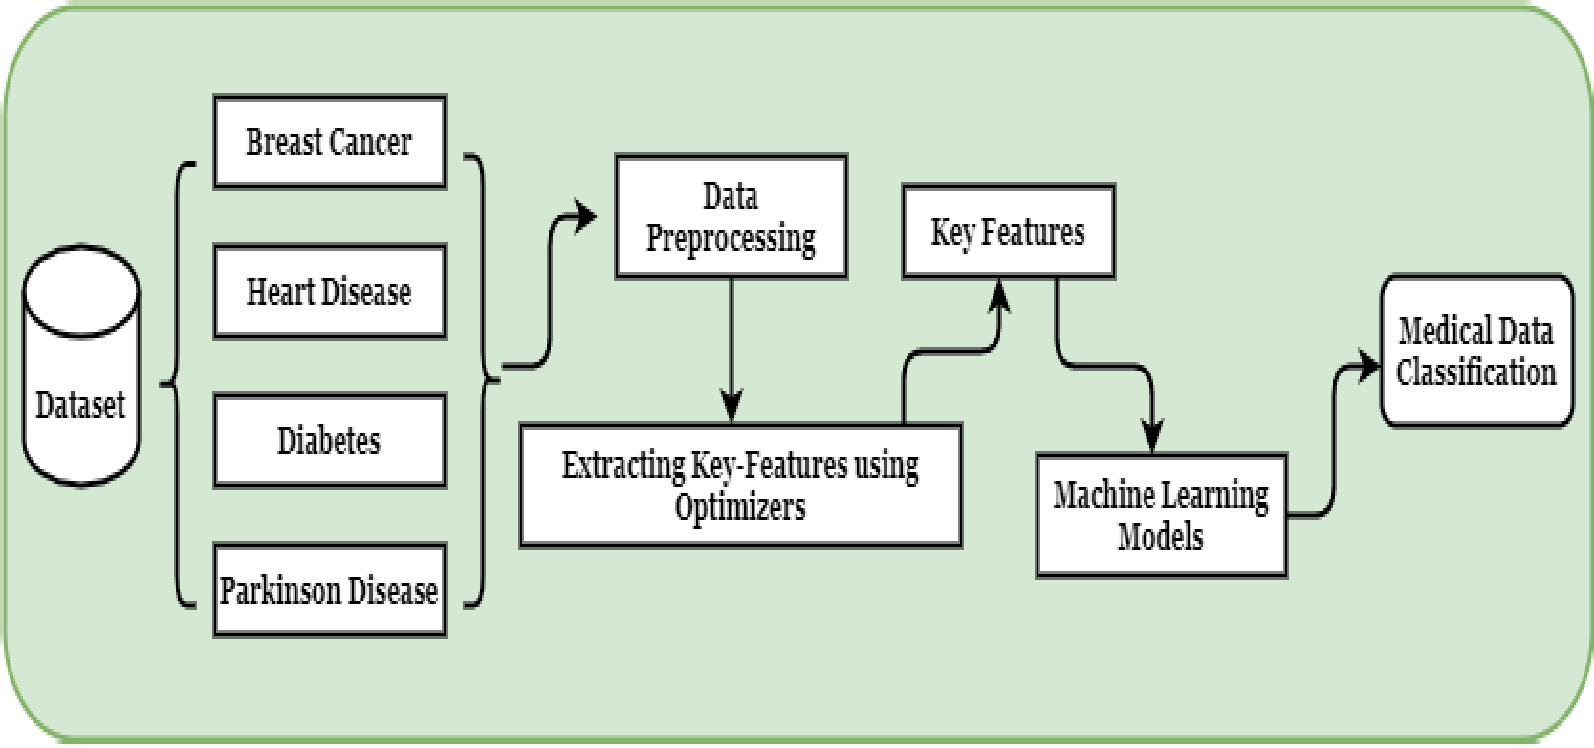 Dataset
Breast Cancer
Heart Disease
Diabetes
Parkinson Disease
Data
Preprocessing
Extracting Key-Features using
Optimizers
Key Features
Machine Learning
Models
Medical Data
Classification